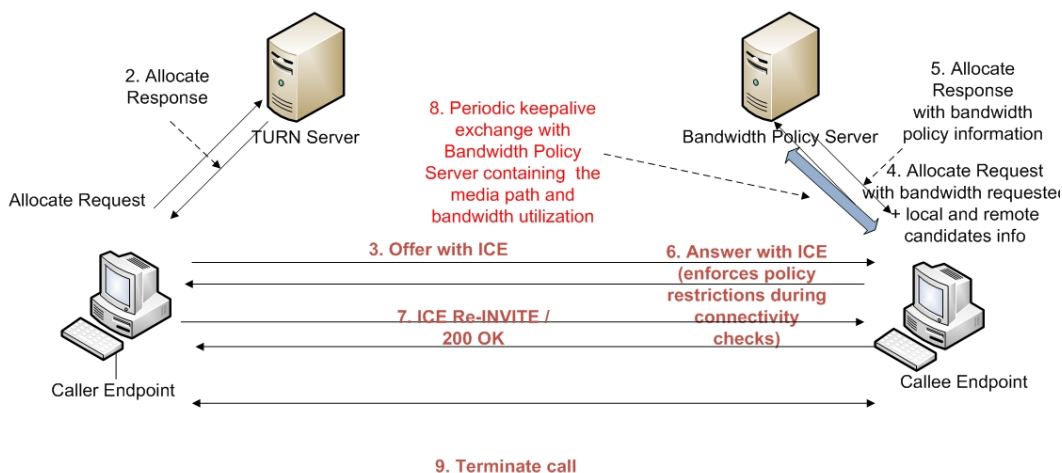 2. Allocate
Response
TURN Server
Allocate Request
8. Periodic keepalive
exchange with
Bandwidth Policy
Server containing the
media path and
bandwidth utilization
Bandwidth Policy Server
5. Allocate
Response
with bandwidth
policy information
4. Allocate Request
with bandwidth requested
+ local and remote
candidates info
3. Offer with ICE
6. Answer with ICE
(enforces policy
restrictions during
connectivity
checks)
7. ICE Re-INVITE /
200 OK
Caller Endpoint
Callee Endpoint
9. Terminate call